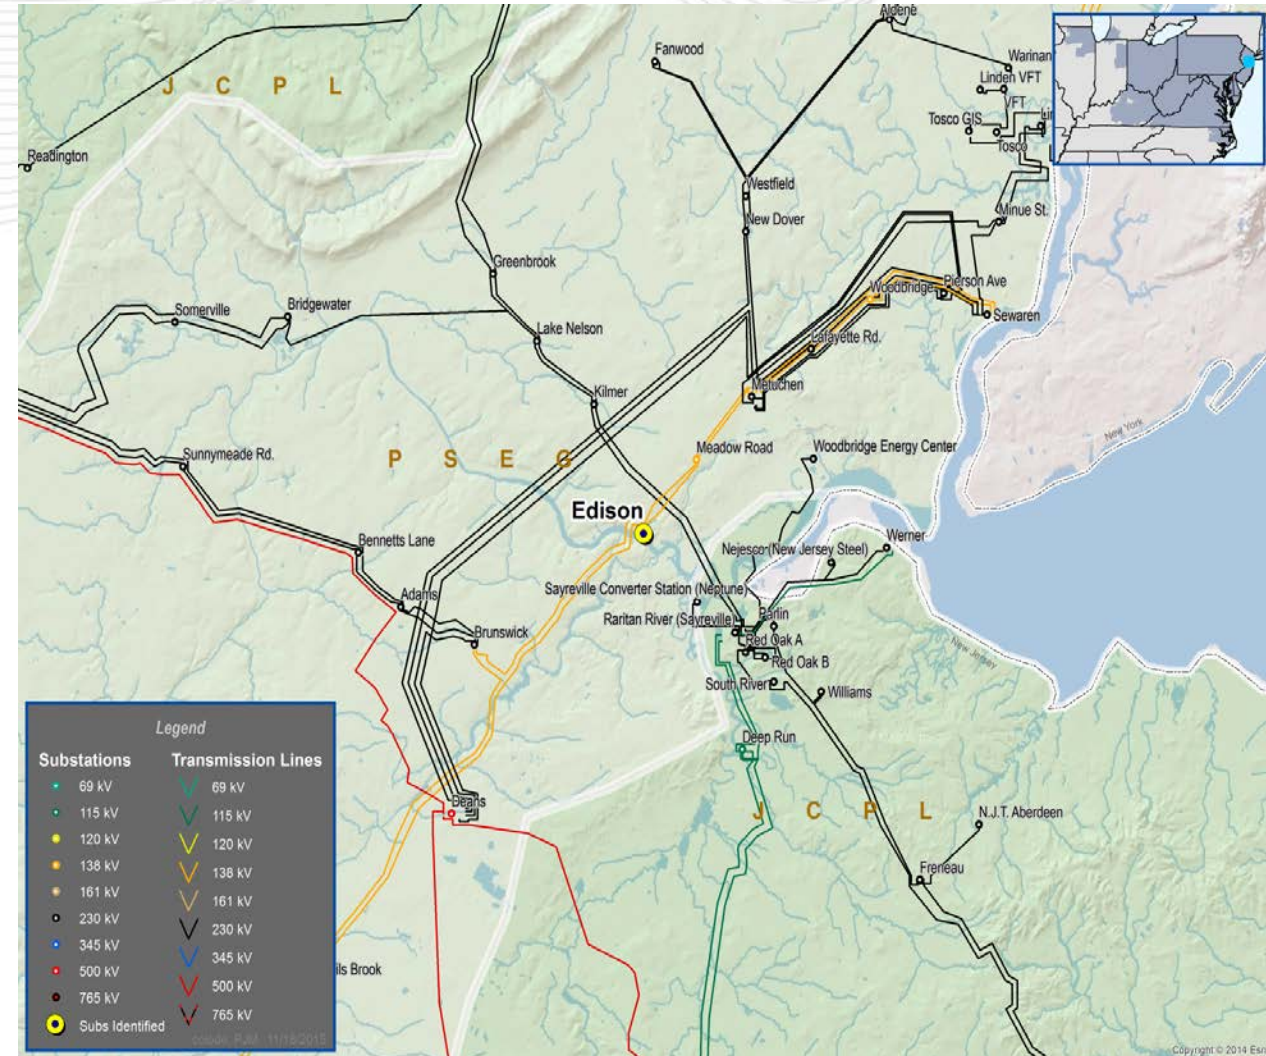 Aldene
Fanwood
Warinan
Linden VFT
VFT
J C P L
Tosco GIS
Tosco
Readington
Westfield
Minue St.
New Dover
Greenbrook
Pierson Ave
Woodbridge
Bridgewater
Somerville
Sewaren
Lake Nelson
Lafayette Rd.
Metuchen
Kilmer
New York
Meadow Road
Woodbridge Energy Center
Sunnymeade Rd.
P S E G
Edison
Bennetts Lane
Werner
Nejesco (New Jersey Steel)
Sayreville Converter Station (Neptune)
Adams
Parlin
Raritan River (Sayreville)
Brunswick
Red Oak A
New Jersey
Red Oak B
South River
Williams
Deep Run
Deans
J C P L
N.J.T. Aberdeen
Freneau
ils Brook
Legend
Substations
69 kV
115 kV
120 kV
138 kV
161 kV
230 kV
345 kV
500 kV
765 kV
Subs Identified
Transmission Lines
69 kV
115 kV
120 kV
138 kV
161 kV
230 kV
345 kV
500 kV
765 kV
PJM 11/18/2015
Copyright © 2014 Esri